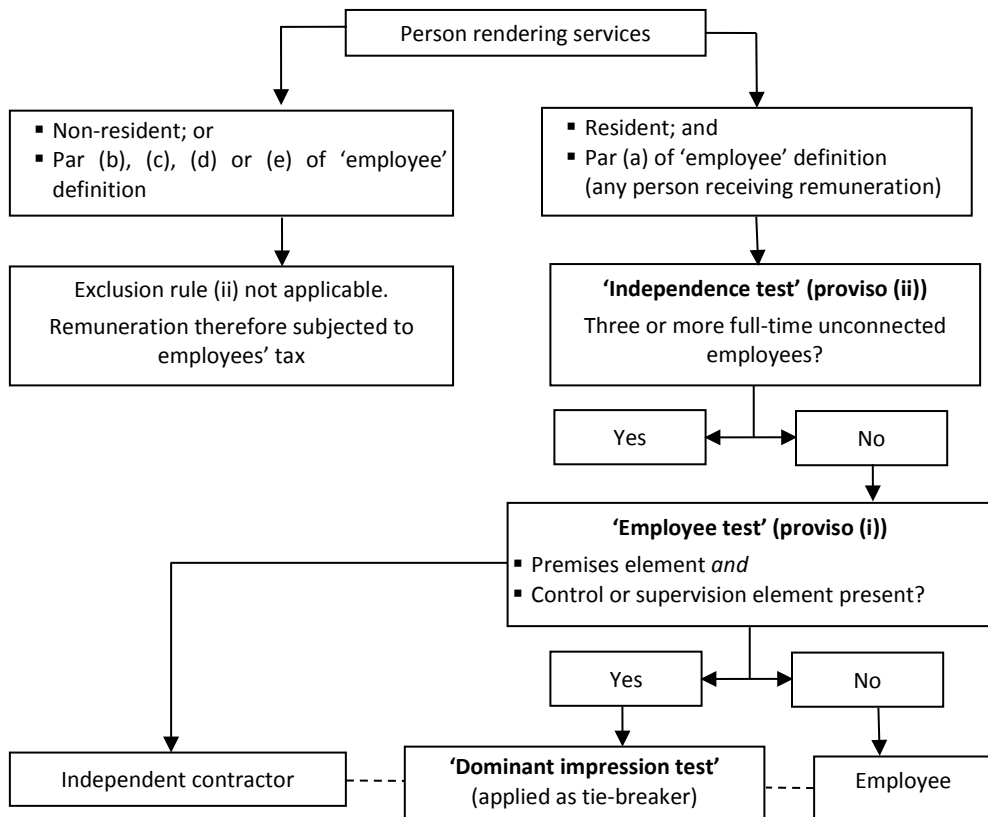 Person rendering services
▪ Non-resident; or
▪ Par (b), (c), (d) or (e) of ‘employee’
definition
▪ Resident; and
▪ Par (a) of ‘employee’ definition
(any person receiving remuneration)
Exclusion rule (ii) not applicable.
Remuneration therefore subjected to
employees’ tax
‘Independence test’ (proviso (ii))
Three or more full-time unconnected
employees?
Yes
No
‘Employee test’ (proviso (i))
▪ Premises element and
▪ Control or supervision element present?
Yes
No
Independent contractor
‘Dominant impression test’
(applied as tie-breaker)
Employee